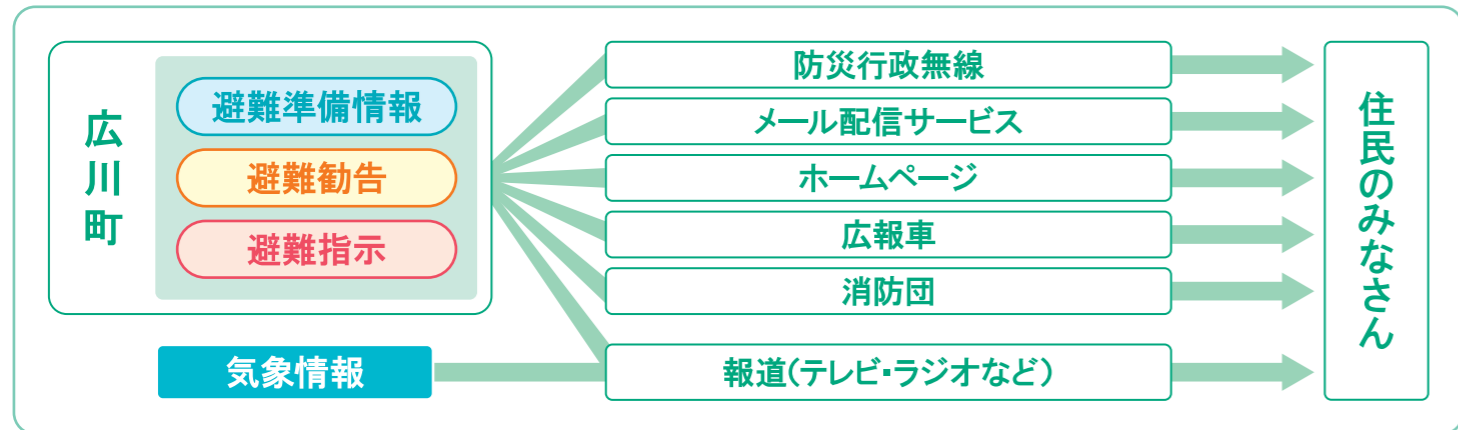 広川町
避難準備情報
避難勧告
避難指示
気象情報
防災行政無線
メール配信サービス
ホームページ
広報車
消防団
報道(テレビ・ラジオなど)
住民のみなさん